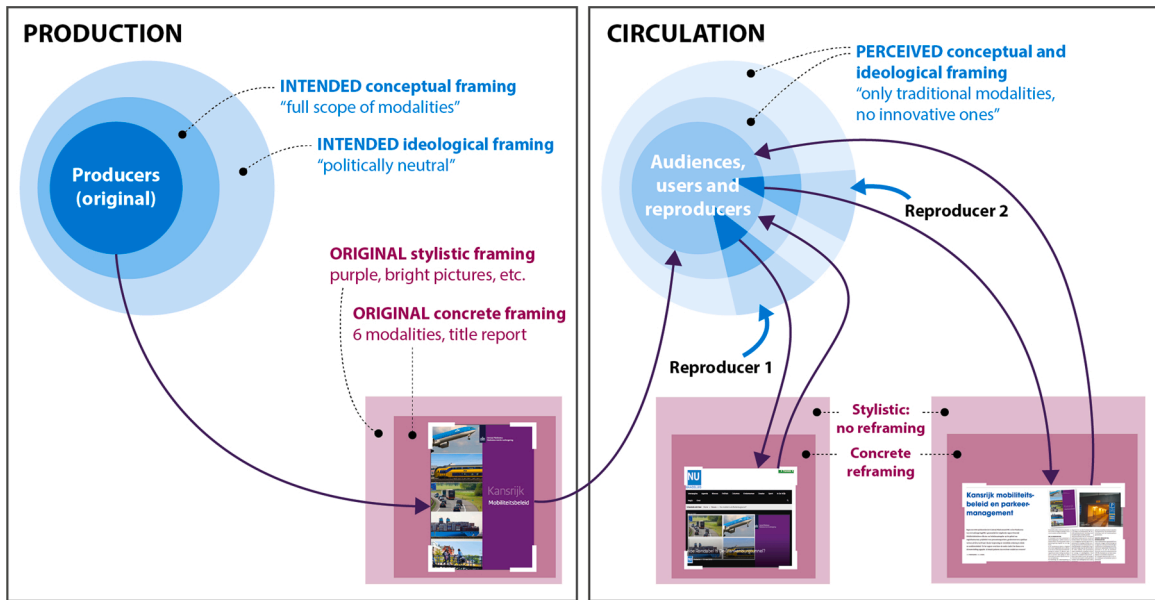 PRODUCTION
INTENDED conceptual framing
“full scope of modalities”
INTENDED ideological framing
“politically neutral”
Producers
(original)
ORIGINAL stylistic framing
purple, bright pictures, etc.
ORIGINAL concrete framing
6 modalities, title report
Kansrijk
Mobiliteitsbeleid
CIRCULATION
PERCEIVED conceptual and
ideological framing
“only traditional modalities,
no innovative ones”
Audiences,
users and
reproducers
Reproducer 2
Reproducer 1
Stylistic:
no reframing
Concrete
reframing
NU
Kansrijk mobiliteits-
beleid en parkeer-
management